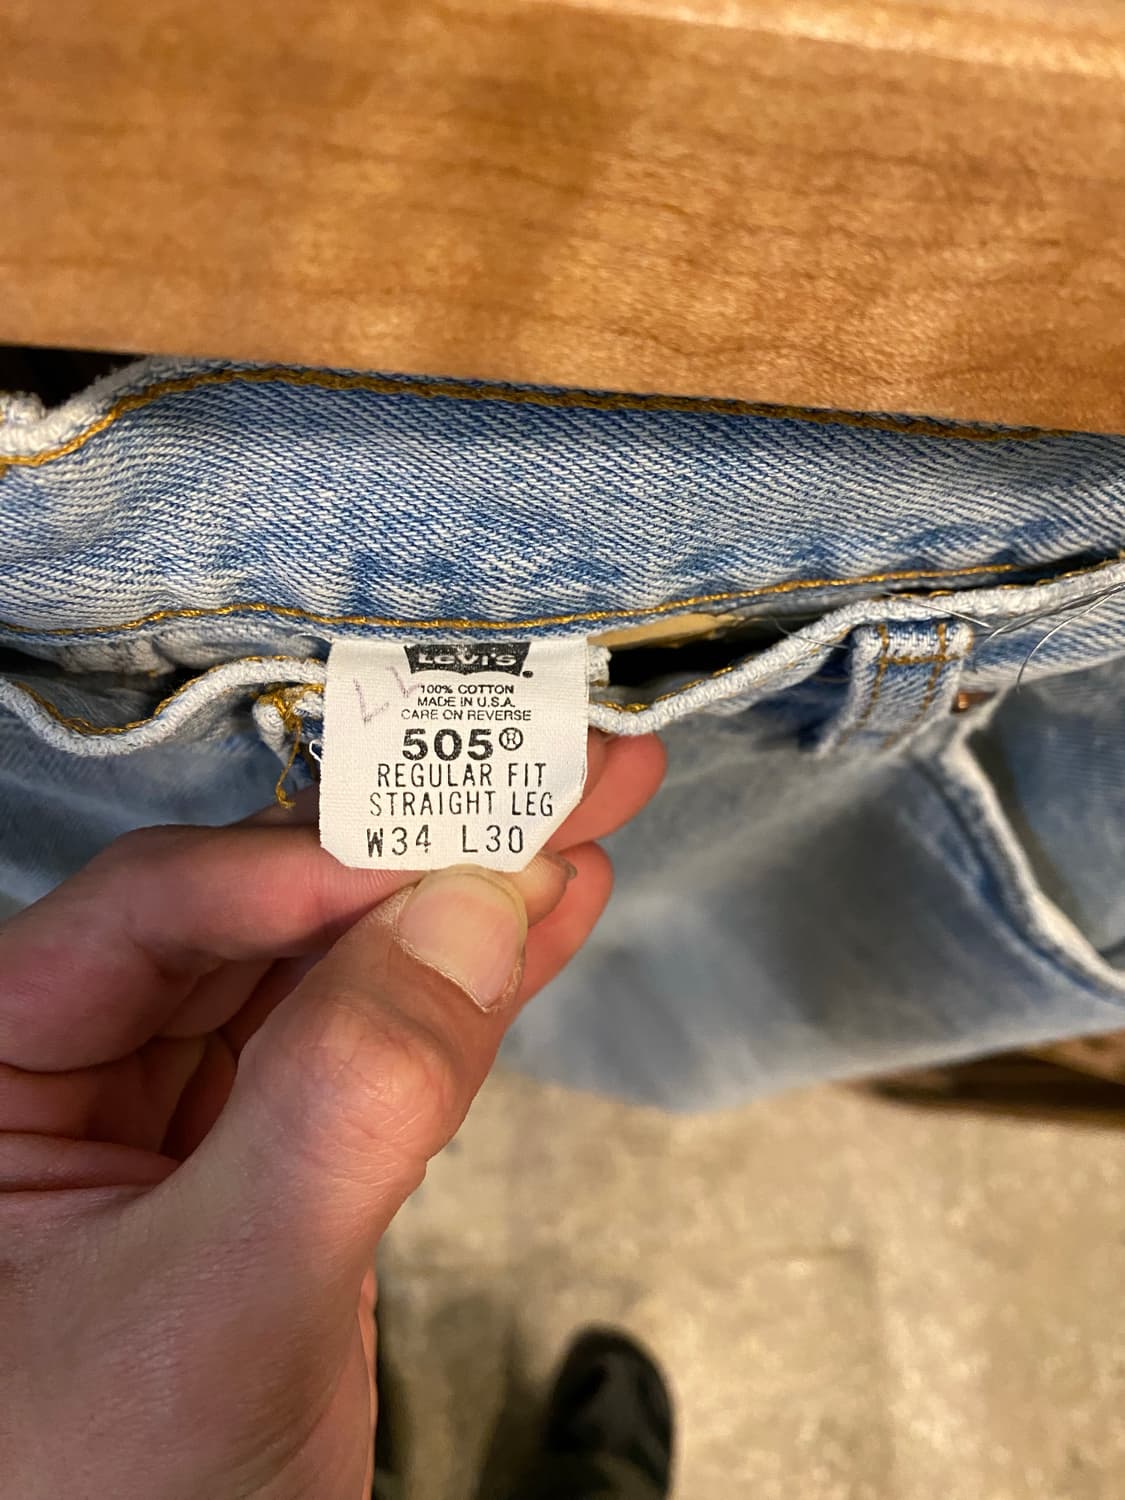 Levi's
100% COTTON
MADE IN U.S.A.
CARE ON REVERSE
505®
REGULAR FIT
STRAIGHT LEG
W34 L30